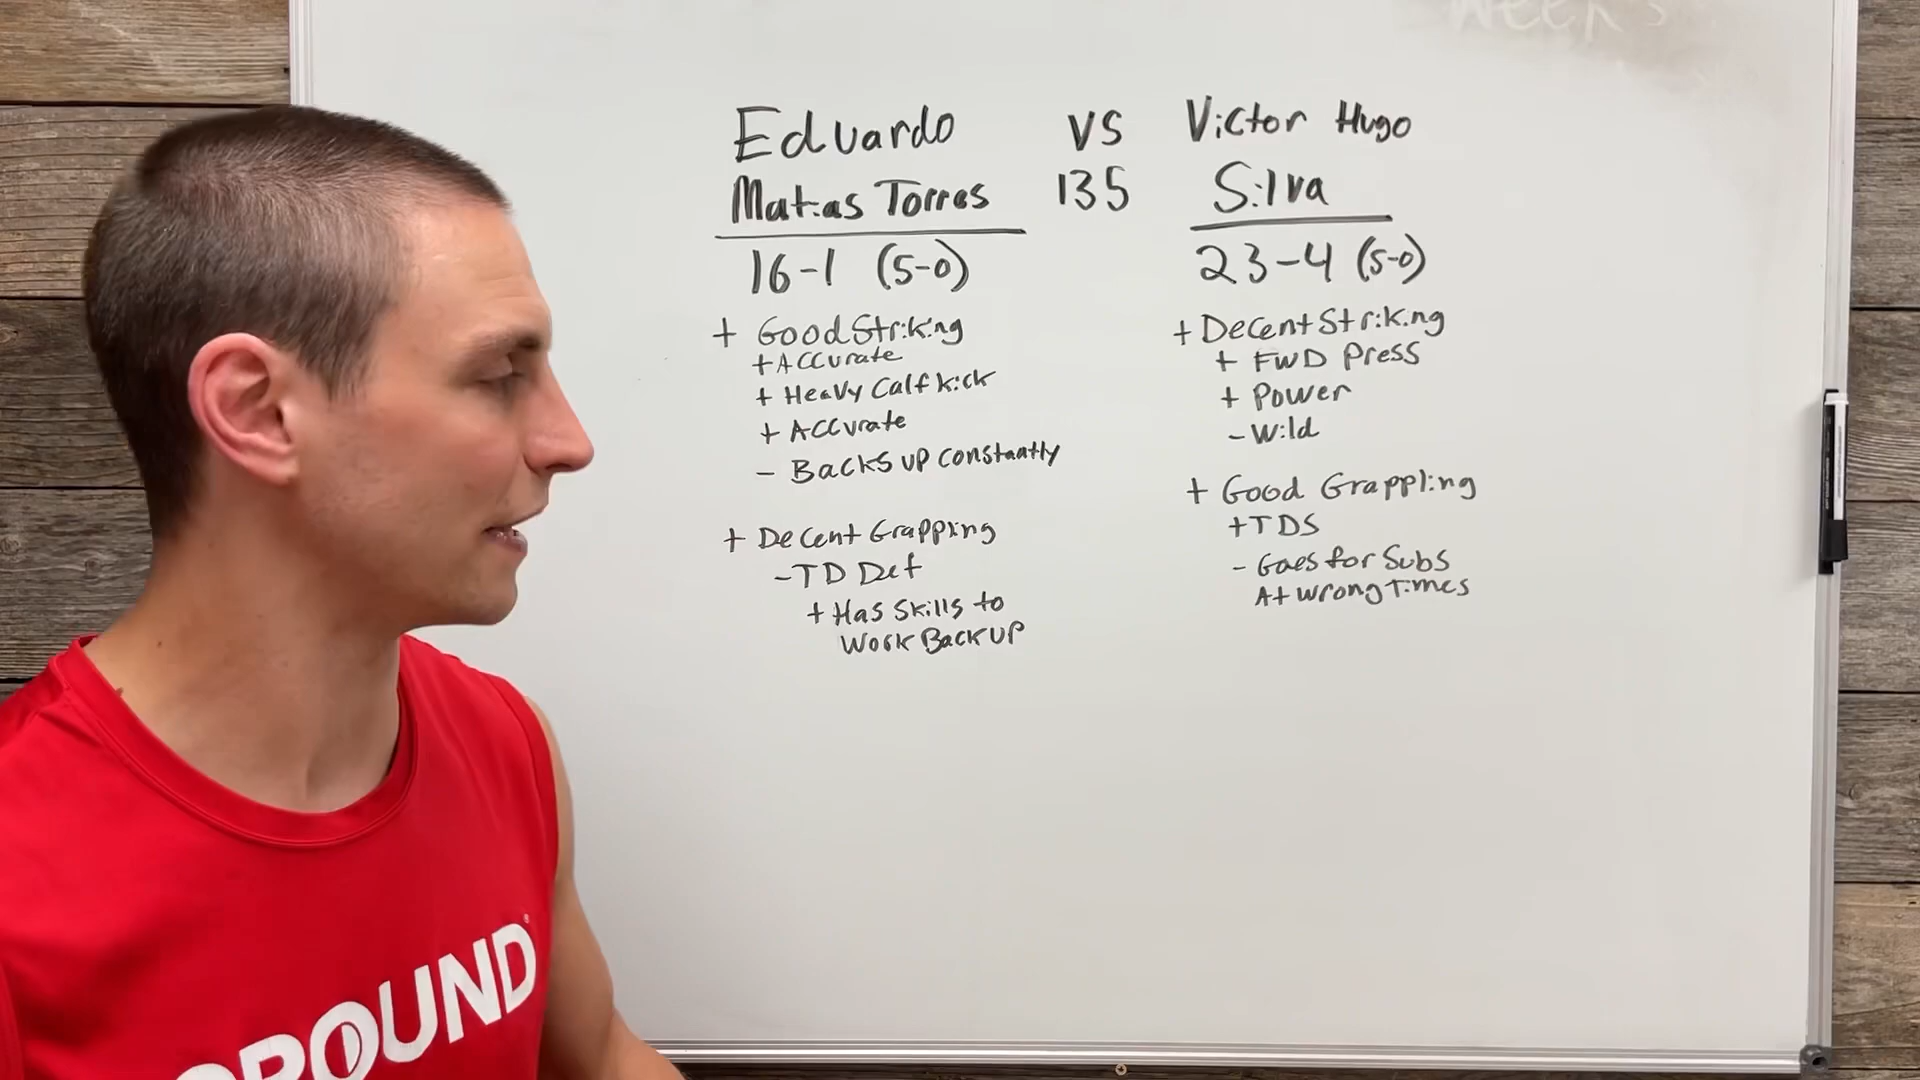 Weeks
Eduardo
Matias Torres
16-1 (5-0)
+ Good Striking
+ Accurate
+ Heavy Calf kick
+ Accurate
- Backs up constantly
+ Decent Grappling
- TD Def
+ Has Skills to
Work Back up
VS
135
Victor Hugo
Silva
23-4 (5-0)
+ Decent Striking
+ FWD Press
+ Power
- Wild
+ Good Grappling
+ TDS
- Goes for Subs
At wrong times
GROUND